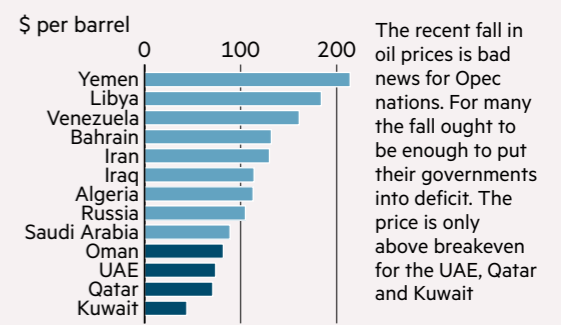 $ per barrel
0 100 200
Yemen
Libya
Venezuela
Bahrain
Iran
Iraq
Algeria
Russia
Saudi Arabia
Oman
UAE
Qatar
Kuwait
The recent fall in
oil prices is bad
news for Opec
nations. For many
the fall ought to
be enough to put
their governments
into deficit. The
price is only
above breakeven
for the UAE, Qatar
and Kuwait